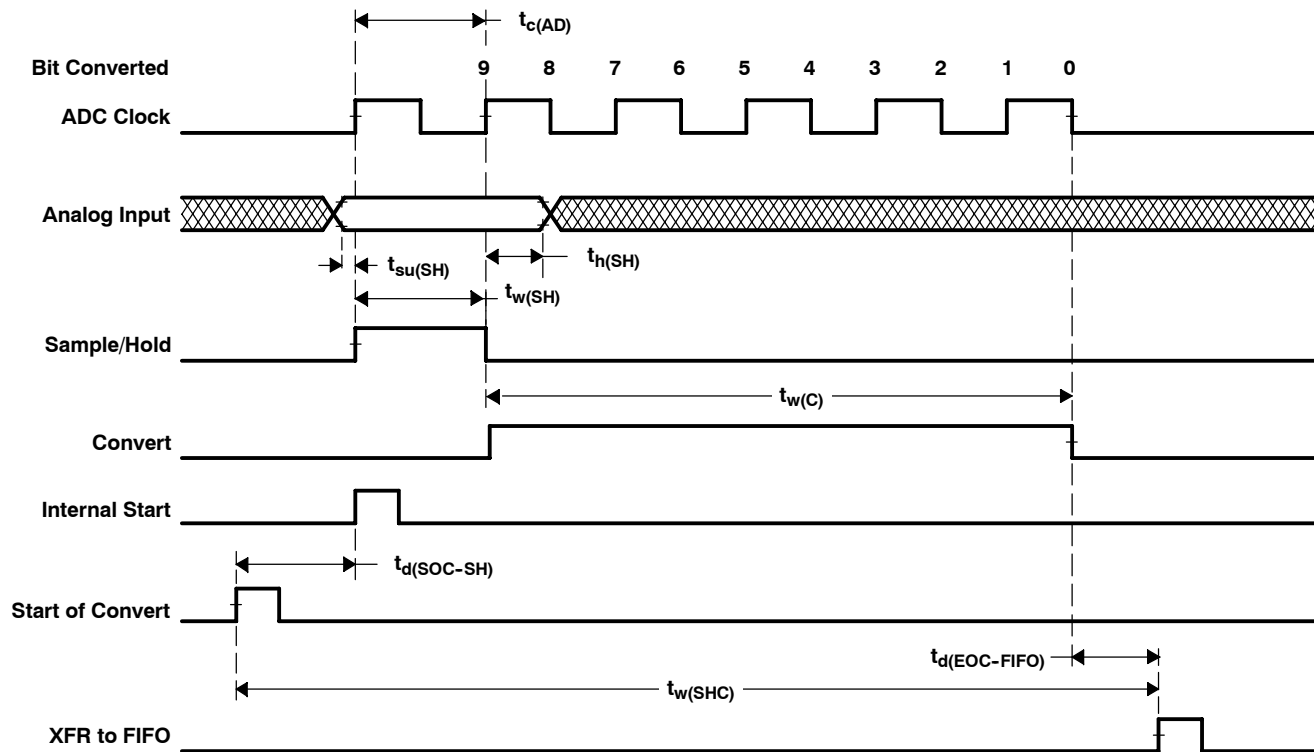 tc(AD)
Bit Converted 9 8 7 6 5 4 3 2 1 0
ADC Clock
Analog Input
tsu(SH) th(SH)
tw(SH)
Sample/Hold
tw(C)
Convert
Internal Start
td(SOC-SH)
Start of Convert
td(EOC-FIFO)
tw(SHC)
XFR to FIFO